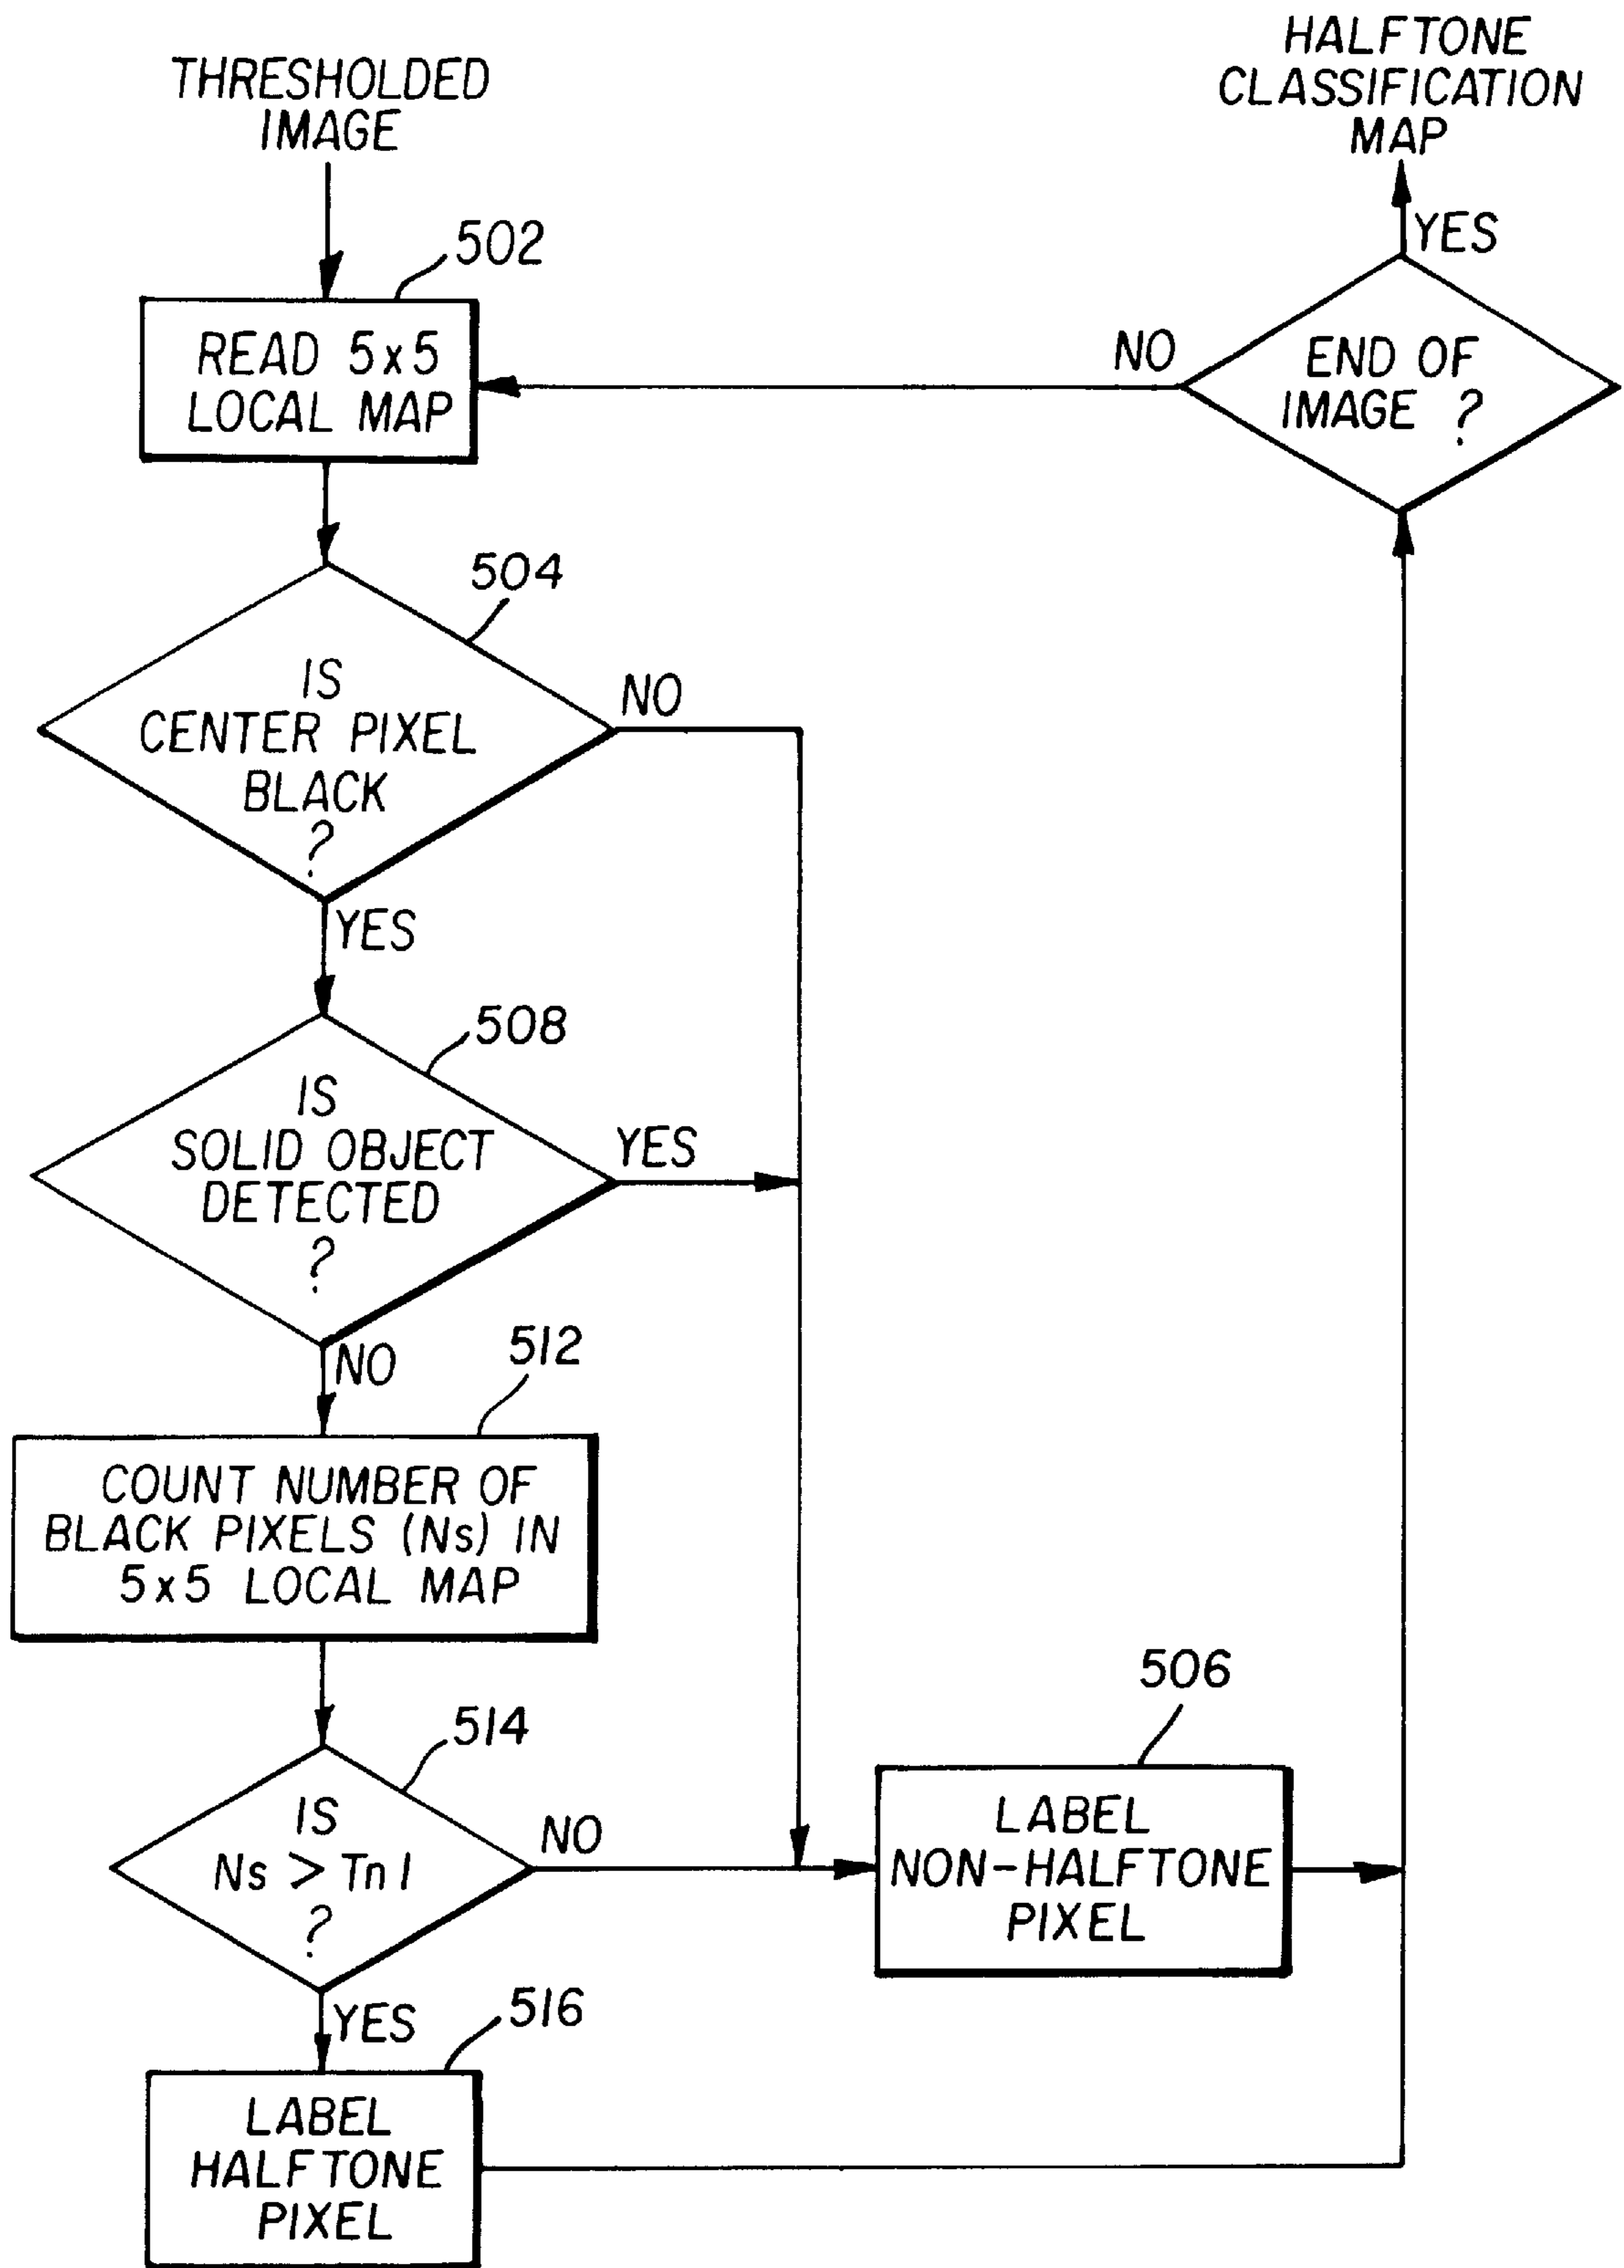 THRESHOLDED
IMAGE
HALFTONE
CLASSIFICATION
MAP
YES
502
READ 5x5
LOCAL MAP
NO
END OF
IMAGE ?
504
IS
CENTER PIXEL
BLACK
?
NO
YES
508
IS
SOLID OBJECT
DETECTED
?
YES
NO
512
COUNT NUMBER OF
BLACK PIXELS (Ns) IN
5x5 LOCAL MAP
514
IS
Ns > Tn1
?
NO
YES
506
LABEL
NON-HALFTONE
PIXEL
516
LABEL
HALFTONE
PIXEL